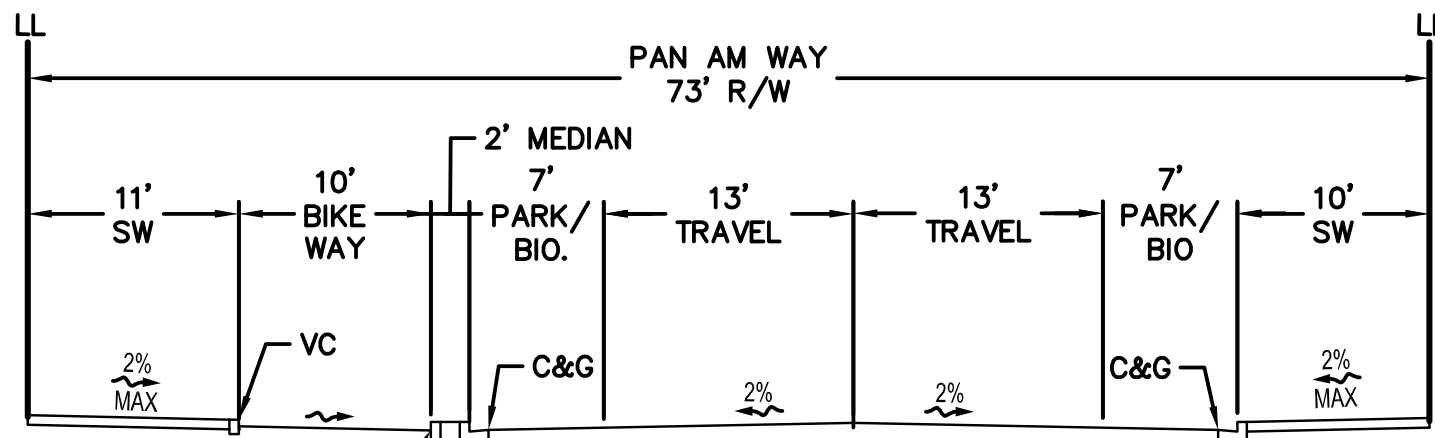 LL
LL
PAN AM WAY
73' R/W
2' MEDIAN
11'
SW
10'
BIKE
WAY
7'
PARK/
BIO.
13'
TRAVEL
13'
TRAVEL
7'
PARK/
BIO
10'
SW
VC
C&G
C&G
2%
MAX
2%
2%
2%
MAX